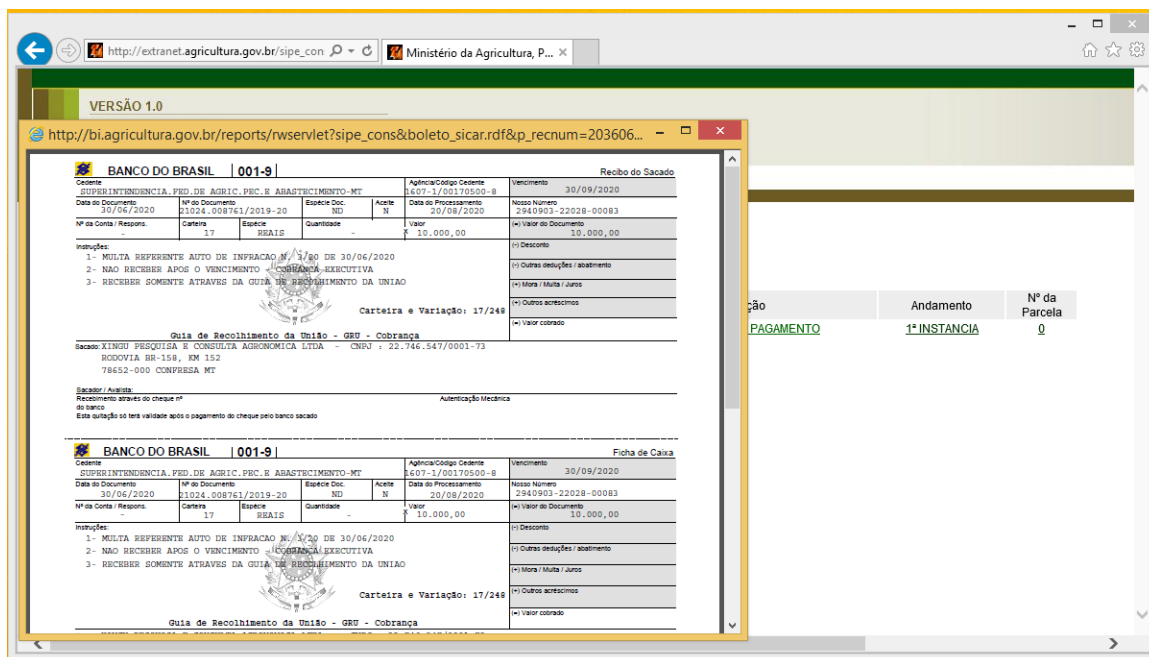 http://extranet.agricultura.gov.br/sipe_con
Ministério da Agricultura, P...
VERSÃO 1.0
http://bi.agricultura.gov.br/reports/rwservlet?sipe_cons&boleto_sicar.rdf&p_recnum=203606...
BANCO DO BRASIL | 001-9 | Recibo do Sacado
Cedente Agência/Código Cedente Vencimento
SUPERINTENDENCIA.FED.DE AGRIC.PEC.E ABASTECIMENTO-MT 1607-1/00170500-8 30/09/2020
Data do Documento Nº do Documento Espécie Doc. Aceite Data do Processamento Nosso Número
30/06/2020 21024.008761/2019-20 ND N 20/08/2020 2940903-22028-00083
Nº da Conta / Respons. Carteira Espécie Quantidade Valor (=) Valor do Documento
- 17 REAIS - x 10.000,00 10.000,00
Instruções: (-) Desconto
1- MULTA REFERENTE AUTO DE INFRACAO N. 3/20 DE 30/06/2020
2- NAO RECEBER APOS O VENCIMENTO - COBRANCA EXECUTIVA (-) Outras deduções / abatimento
3- RECEBER SOMENTE ATRAVES DA GUIA DE RECOLHIMENTO DA UNIAO (+) Mora / Multa / Juros
(+) Outros acréscimos
Carteira e Variação: 17/248
(=) Valor cobrado
Guia de Recolhimento da União - GRU - Cobrança
Sacado: XINGU PESQUISA E CONSULTA AGRONOMICA LTDA - CNPJ : 22.746.547/0001-73
RODOVIA BR-158, KM 152
78652-000 CONFRESA MT
Sacador / Avalista:
Recebimento através do cheque nº Autenticação Mecânica
do banco
Esta quitação só terá validade após o pagamento do cheque pelo banco sacado
BANCO DO BRASIL | 001-9 | Ficha de Caixa
Cedente Agência/Código Cedente Vencimento
SUPERINTENDENCIA.FED.DE AGRIC.PEC.E ABASTECIMENTO-MT 1607-1/00170500-8 30/09/2020
Data do Documento Nº do Documento Espécie Doc. Aceite Data do Processamento Nosso Número
30/06/2020 21024.008761/2019-20 ND N 20/08/2020 2940903-22028-00083
Nº da Conta / Respons. Carteira Espécie Quantidade Valor (=) Valor do Documento
- 17 REAIS - x 10.000,00 10.000,00
Instruções: (-) Desconto
1- MULTA REFERENTE AUTO DE INFRACAO N. 3/20 DE 30/06/2020
2- NAO RECEBER APOS O VENCIMENTO - COBRANCA EXECUTIVA (-) Outras deduções / abatimento
3- RECEBER SOMENTE ATRAVES DA GUIA DE RECOLHIMENTO DA UNIAO (+) Mora / Multa / Juros
(+) Outros acréscimos
Carteira e Variação: 17/248
(=) Valor cobrado
Guia de Recolhimento da União - GRU - Cobrança
ção Andamento Nº da Parcela
PAGAMENTO 1ª INSTANCIA 0